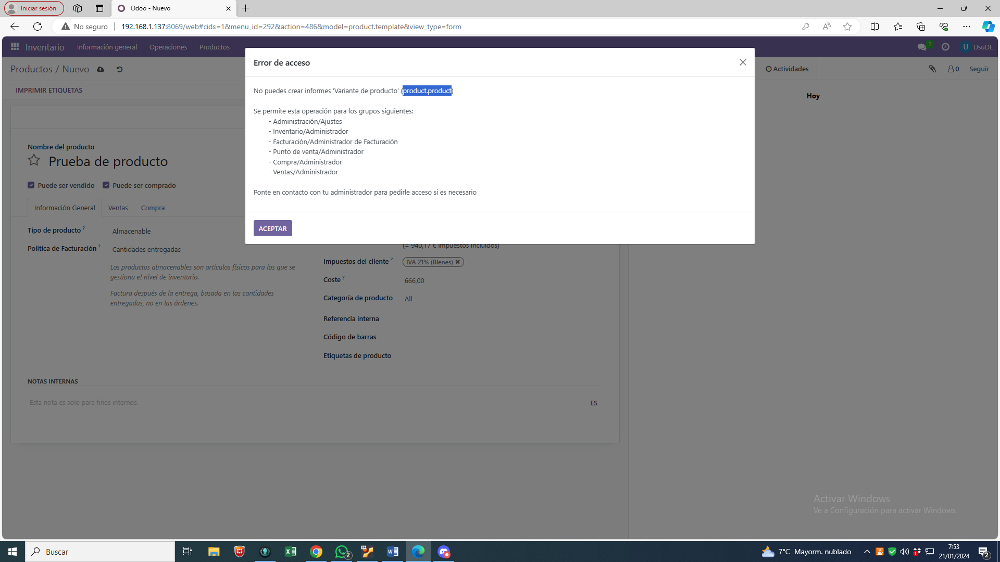 Iniciar sesión
Odoo - Nuevo
No seguro
192.168.1.137:8069/web#cids=1&menu_id=292&action=486&model=product.template&view_type=form
Inventario
Información general
Operaciones
Productos
1
U UsuDE
Productos / Nuevo
Actividades
0
Seguir
IMPRIMIR ETIQUETAS
Hoy
Error de acceso
No puedes crear informes 'Variante de producto' (product.product)
Se permite esta operación para los grupos siguientes:
- Administración/Ajustes
- Inventario/Administrador
- Facturación/Administrador de Facturación
- Punto de venta/Administrador
- Compra/Administrador
- Ventas/Administrador
Ponte en contacto con tu administrador para pedirle acceso si es necesario
ACEPTAR
Nombre del producto
Prueba de producto
Puede ser vendido
Puede ser comprado
Información General
Ventas
Compra
Tipo de producto ?
Almacenable
Política de Facturación ?
Cantidades entregadas
Los productos almacenables son artículos físicos para los que se
gestiona el nivel de inventario.
Factura después de la entrega, basada en las cantidades
entregadas, no en las órdenes.
(= 940,17 € impuestos incluidos)
Impuestos del cliente ?
IVA 21% (Bienes)
Coste ?
666,00
Categoría de producto
All
Referencia interna
Código de barras
Etiquetas de producto
NOTAS INTERNAS
Esta nota es solo para fines internos.
ES
Activar Windows
Ve a Configuración para activar Windows.
Buscar
2
7°C Mayorm. nublado
7:53
21/01/2024
2